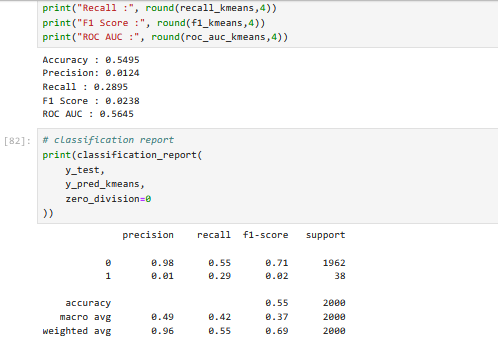 print("Recall :", round(recall_kmeans,4))
print("F1 Score :", round(f1_kmeans,4))
print("ROC AUC :", round(roc_auc_kmeans,4))
Accuracy : 0.5495
Precision: 0.0124
Recall : 0.2895
F1 Score : 0.0238
ROC AUC : 0.5645
[82]: # classification report
print(classification_report(
y_test,
y_pred_kmeans,
zero_division=0
))
precision recall f1-score support
0 0.98 0.55 0.71 1962
1 0.01 0.29 0.02 38
accuracy 0.55 2000
macro avg 0.49 0.42 0.37 2000
weighted avg 0.96 0.55 0.69 2000